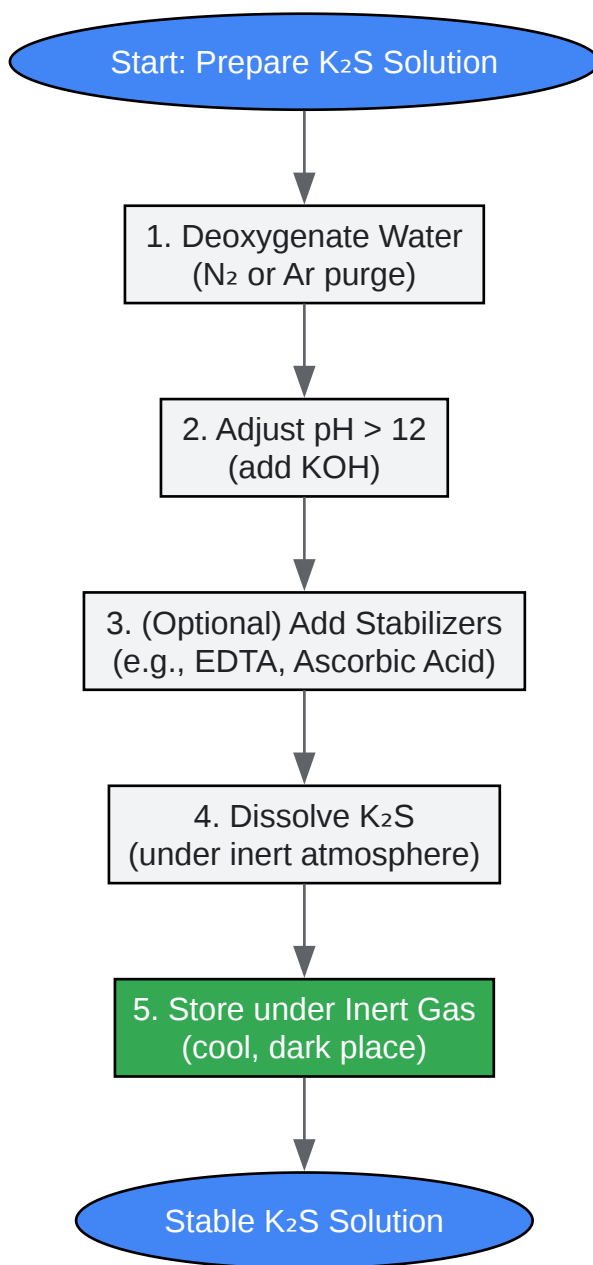 Start: Prepare K₂S Solution
1. Deoxygenate Water
(N₂ or Ar purge)
2. Adjust pH > 12
(add KOH)
3. (Optional) Add Stabilizers
(e.g., EDTA, Ascorbic Acid)
4. Dissolve K₂S
(under inert atmosphere)
5. Store under Inert Gas
(cool, dark place)
Stable K₂S Solution